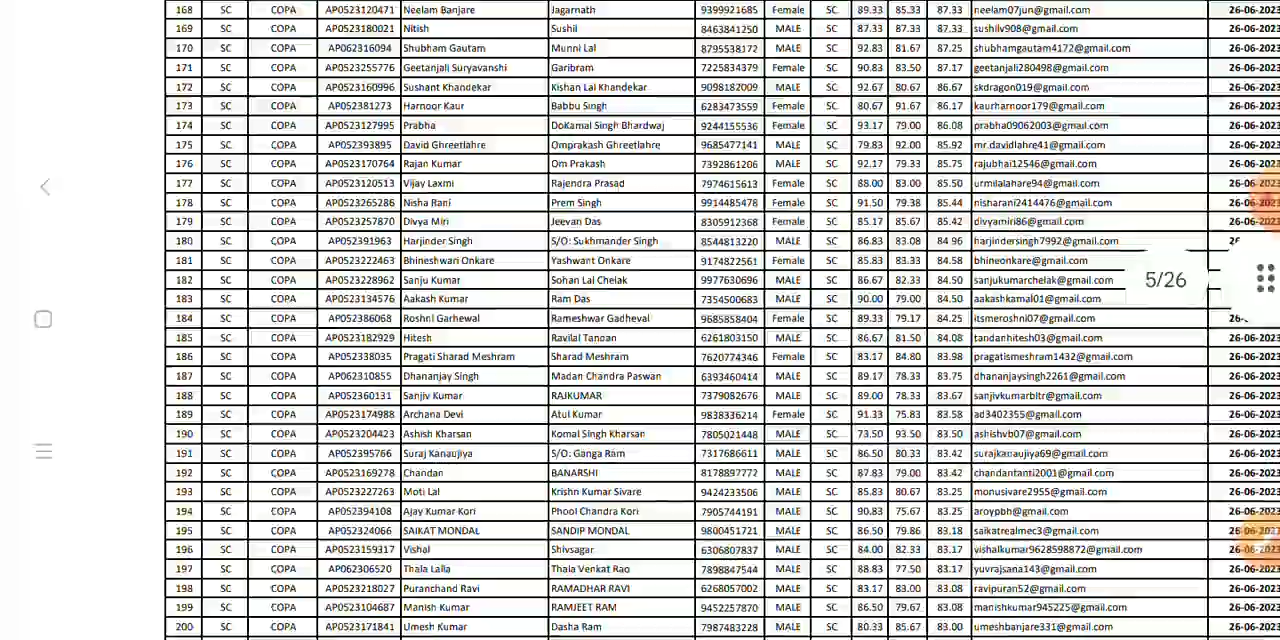 168 SC COPA AP0523120471 Neelam Banjare Jagarnath 9399921685 Female SC 89.33 85.33 87.33 neelam07jun@gmail.com 26-06-2023
169 SC COPA AP0523180021 Nitish Sushil 8463841250 MALE SC 87.33 87.33 87.33 sushilv908@gmail.com 26-06-2023
170 SC COPA AP062316094 Shubham Gautam Munni Lal 8795538172 MALE SC 92.83 81.67 87.25 shubhamgautam4172@gmail.com 26-06-2023
171 SC COPA AP0523255776 Geetanjali Suryavanshi Garibram 7225834379 Female SC 90.83 83.50 87.17 geetanjali280498@gmail.com 26-06-2023
172 SC COPA AP0523160996 Sushant Khandekar Kishan Lal Khandekar 9098182009 MALE SC 92.67 80.67 86.67 skdragon019@gmail.com 26-06-2023
173 SC COPA AP052381273 Harnoor Kaur Babbu Singh 6283473559 Female SC 80.67 91.67 86.17 kaurharnoor179@gmail.com 26-06-2023
174 SC COPA AP0523127995 Prabha DoKamal Singh Bhardwaj 9244155536 Female SC 93.17 79.00 86.08 prabha09062003@gmail.com 26-06-2023
175 SC COPA AP052393895 David Ghreetlahre Omprakash Ghreetlahre 9685477141 MALE SC 79.83 92.00 85.92 mr.davidlahre41@gmail.com 26-06-2023
176 SC COPA AP0523170764 Rajan Kumar Om Prakash 7392861206 MALE SC 92.17 79.33 85.75 rajubhai12546@gmail.com 26-06-2023
177 SC COPA AP0523120513 Vijay Laxmi Rajendra Prasad 7974615613 Female SC 88.00 83.00 85.50 urmilalahare94@gmail.com 26-06-2023
178 SC COPA AP0523265286 Nisha Rani Prem Singh 9914485478 Female SC 91.50 79.38 85.44 nisharani2414476@gmail.com 26-06-2023
179 SC COPA AP0523257870 Divya Miri Jeevan Das 8305912368 Female SC 85.17 85.67 85.42 divyamiri86@gmail.com 26-06-2023
180 SC COPA AP052391963 Harjinder Singh S/O: Sukhmander Singh 8544813220 MALE SC 86.83 83.08 84.96 harjindersingh7992@gmail.com
181 SC COPA AP0523222463 Bhineshwari Onkare Yashwant Onkare 9174822561 Female SC 85.83 83.33 84.58 bhineonkare@gmail.com
182 SC COPA AP0523228962 Sanju Kumar Sohan Lal Chelak 9977630696 MALE SC 86.67 82.33 84.50 sanjukumarchelak@gmail.com 5/26
183 SC COPA AP0523134576 Aakash Kumar Ram Das 7354500683 MALE SC 90.00 79.00 84.50 aakashkamal01@gmail.com
184 SC COPA AP052386068 Roshni Garhewal Rameshwar Gadheval 9685858404 Female SC 89.33 79.17 84.25 itsmeroshni07@gmail.com 26-
185 SC COPA AP0523182929 Hitesh Ravilal Tandan 6261803150 MALE SC 86.67 81.50 84.08 tandanhitesh03@gmail.com 26-06-2023
186 SC COPA AP052338035 Pragati Sharad Meshram Sharad Meshram 7620774346 Female SC 83.17 84.80 83.98 pragatismeshram1432@gmail.com 26-06-2023
187 SC COPA AP062310855 Dhananjay Singh Madan Chandra Paswan 6393460414 MALE SC 89.17 78.33 83.75 dhananjaysingh2261@gmail.com 26-06-2023
188 SC COPA AP052360131 Sanjiv Kumar RAJKUMAR 7379082676 MALE SC 89.00 78.33 83.67 sanjivkumarbltr@gmail.com 26-06-2023
189 SC COPA AP0523174988 Archana Devi Atul Kumar 9838336214 Female SC 91.33 75.83 83.58 ad3402355@gmail.com 26-06-2023
190 SC COPA AP0523204423 Ashish Kharsan Komal Singh Kharsan 7805021448 MALE SC 73.50 93.50 83.50 ashishvb07@gmail.com 26-06-2023
191 SC COPA AP052395766 Suraj Kanaujiya S/O: Ganga Ram 7317686611 MALE SC 86.50 80.33 83.42 surajkanaujiya69@gmail.com 26-06-2023
192 SC COPA AP0523169278 Chandan BANARSHI 8178897772 MALE SC 87.83 79.00 83.42 chandantanti2001@gmail.com 26-06-2023
193 SC COPA AP0523227263 Moti Lal Krishn Kumar Sivare 9424233506 MALE SC 85.83 80.67 83.25 monusivare2955@gmail.com 26-06-2023
194 SC COPA AP052394108 Ajay Kumar Kori Phool Chandra Kori 7905744191 MALE SC 90.83 75.67 83.25 aroypbh@gmail.com 26-06-2023
195 SC COPA AP052324066 SAIKAT MONDAL SANDIP MONDAL 9800451721 MALE SC 86.50 79.86 83.18 saikatrealmec3@gmail.com 26-06-2023
196 SC COPA AP0523159317 Vishal Shivsagar 6306807837 MALE SC 84.00 82.33 83.17 vishalkumar9628598872@gmail.com 26-06-2023
197 SC COPA AP062306520 Thala Lalla Thala Venkat Rao 7898847544 MALE SC 88.83 77.50 83.17 yuvrajsana143@gmail.com 26-06-2023
198 SC COPA AP0523218027 Puranchand Ravi RAMADHAR RAVI 6268057002 MALE SC 83.17 83.00 83.08 ravipuran52@gmail.com 26-06-2023
199 SC COPA AP0523104687 Manish Kumar RAMJEET RAM 9452257870 MALE SC 86.50 79.67 83.08 manishkumar945225@gmail.com 26-06-2023
200 SC COPA AP0523171841 Umesh Kumar Dasha Ram 7987483228 MALE SC 80.33 85.67 83.00 umeshbanjare331@gmail.com 26-06-2023